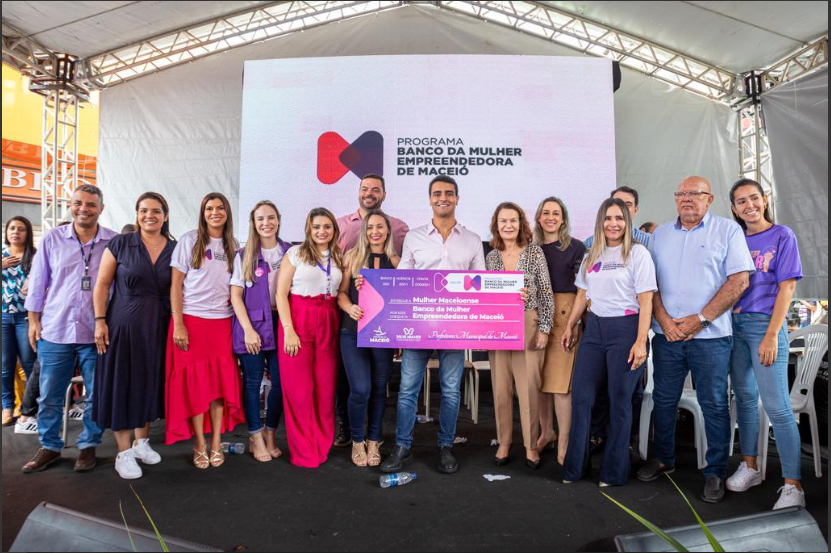 PROGRAMA
BANCO DA MULHER
EMPREENDEDORA
DE MACEIÓ
Mulher Maceioense
Banco da Mulher
Empreendedora de Maceió
Prefeitura Municipal de Maceió
MACEIÓ